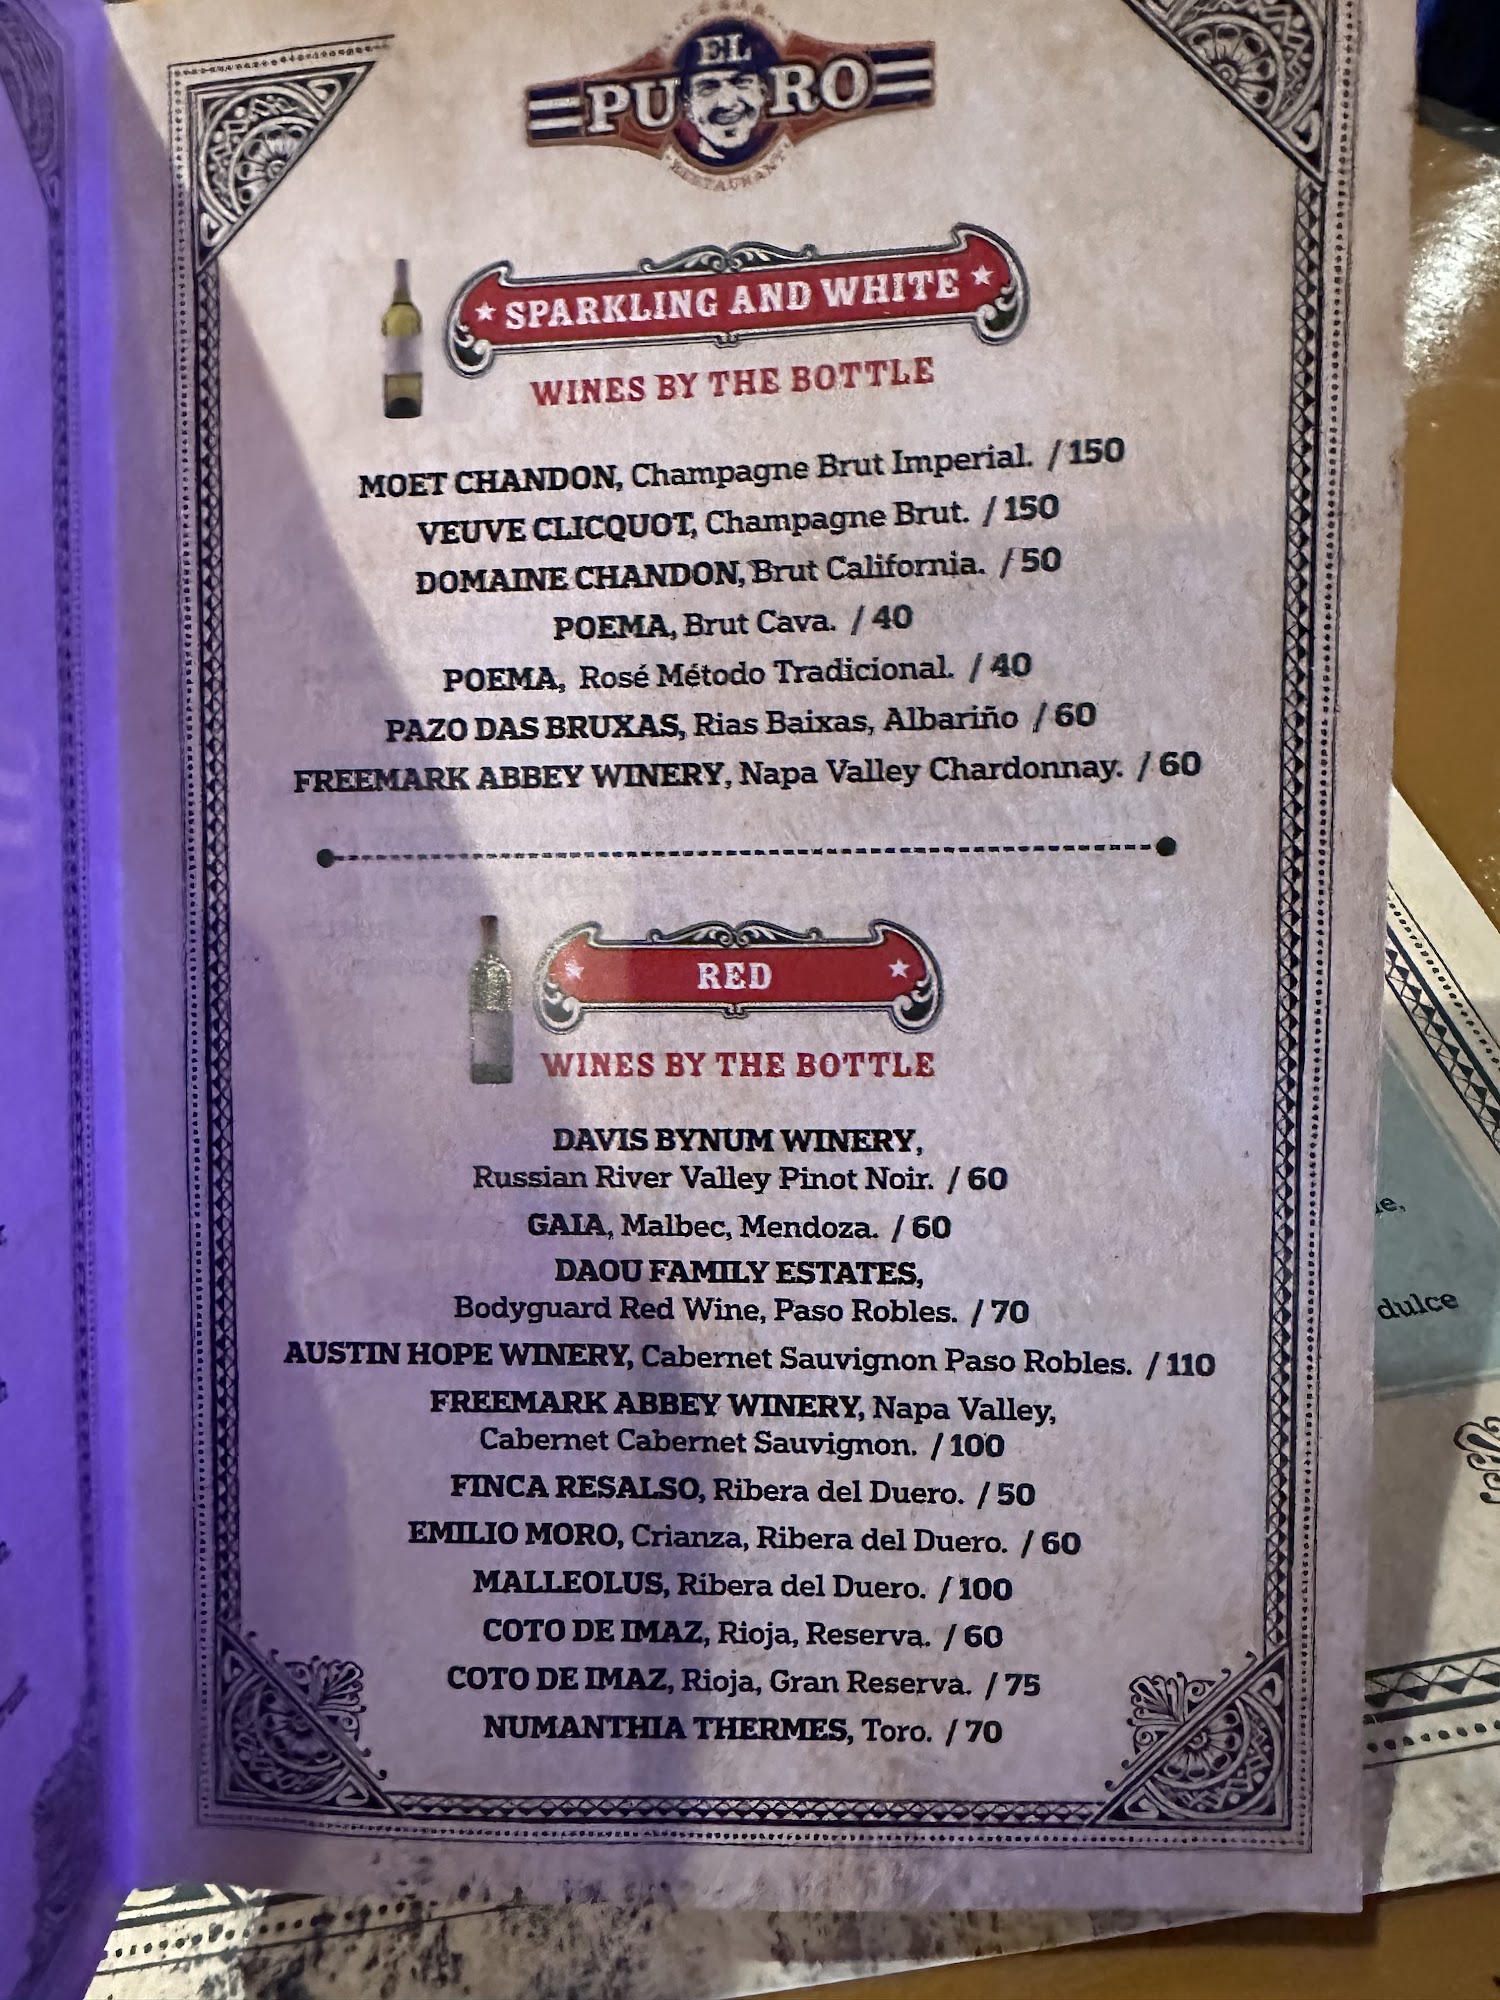 EL
PURO
RESTAURANT
SPARKLING AND WHITE
WINES BY THE BOTTLE
MOET CHANDON, Champagne Brut Imperial. / 150
VEUVE CLICQUOT, Champagne Brut. / 150
DOMAINE CHANDON, Brut California. / 50
POEMA, Brut Cava. / 40
POEMA, Rosé Método Tradicional. / 40
PAZO DAS BRUXAS, Rias Baixas, Albariño / 60
FREEMARK ABBEY WINERY, Napa Valley Chardonnay. / 60
RED
WINES BY THE BOTTLE
DAVIS BYNUM WINERY,
Russian River Valley Pinot Noir. / 60
GAIA, Malbec, Mendoza. / 60
DAOU FAMILY ESTATES,
Bodyguard Red Wine, Paso Robles. / 70
AUSTIN HOPE WINERY, Cabernet Sauvignon Paso Robles. / 110
FREEMARK ABBEY WINERY, Napa Valley,
Cabernet Cabernet Sauvignon. / 100
FINCA RESALSO, Ribera del Duero. / 50
EMILIO MORO, Crianza, Ribera del Duero. / 60
MALLEOLUS, Ribera del Duero. / 100
COTO DE IMAZ, Rioja, Reserva. / 60
COTO DE IMAZ, Rioja, Gran Reserva. / 75
NUMANTHIA THERMES, Toro. / 70
dulce